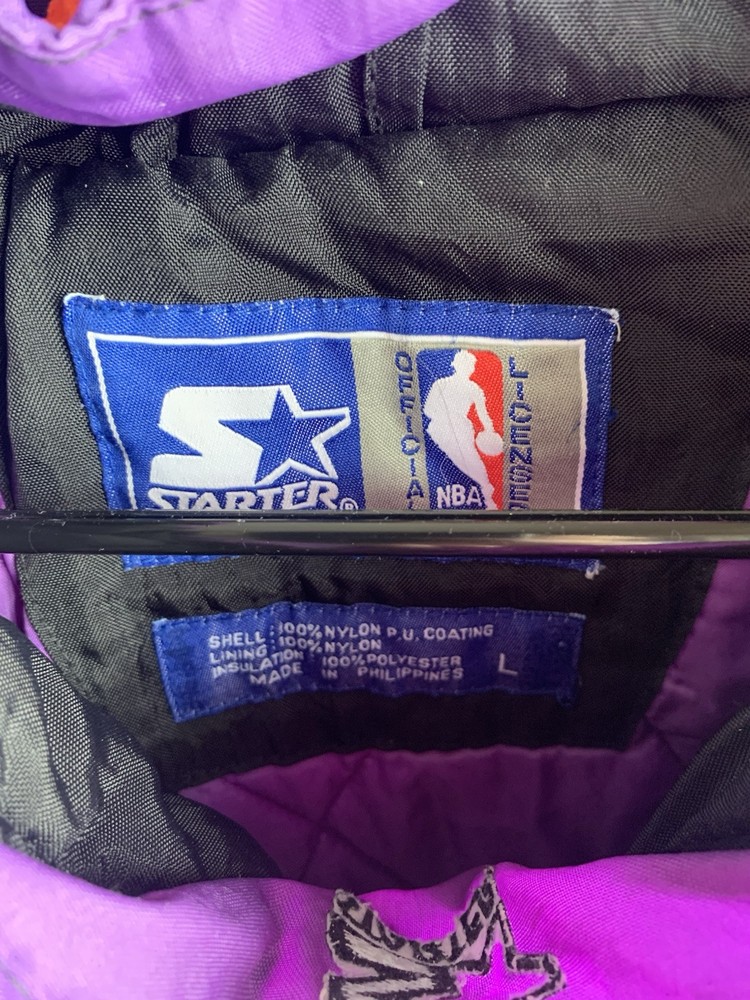 OFFICIAL
LICENSED
STARTER®
NBA
SHELL : 100% NYLON P.U. COATING
LINING : 100% NYLON
INSULATION 100% POLYESTER
MADE IN PHILIPPINES
L